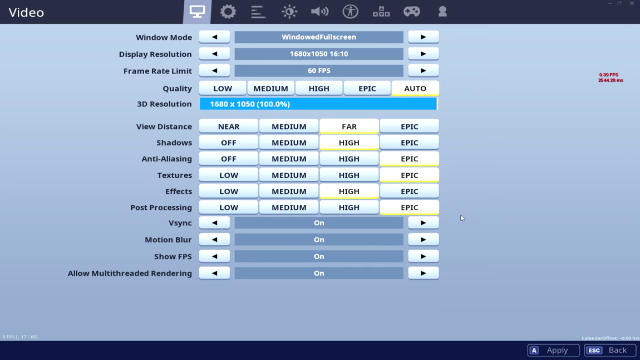 Video
Window Mode WindowedFullscreen
Display Resolution 1680x1050 16:10
Frame Rate Limit 60 FPS
Quality LOW MEDIUM HIGH EPIC AUTO
3D Resolution 1680 x 1050 (100.0%)
View Distance NEAR MEDIUM FAR EPIC
Shadows OFF MEDIUM HIGH EPIC
Anti-Aliasing OFF MEDIUM HIGH EPIC
Textures LOW MEDIUM HIGH EPIC
Effects LOW MEDIUM HIGH EPIC
Post Processing LOW MEDIUM HIGH EPIC
Vsync On
Motion Blur On
Show FPS On
Allow Multithreaded Rendering On
0.39 FPS
2544.28 ms
A Apply ESC Back